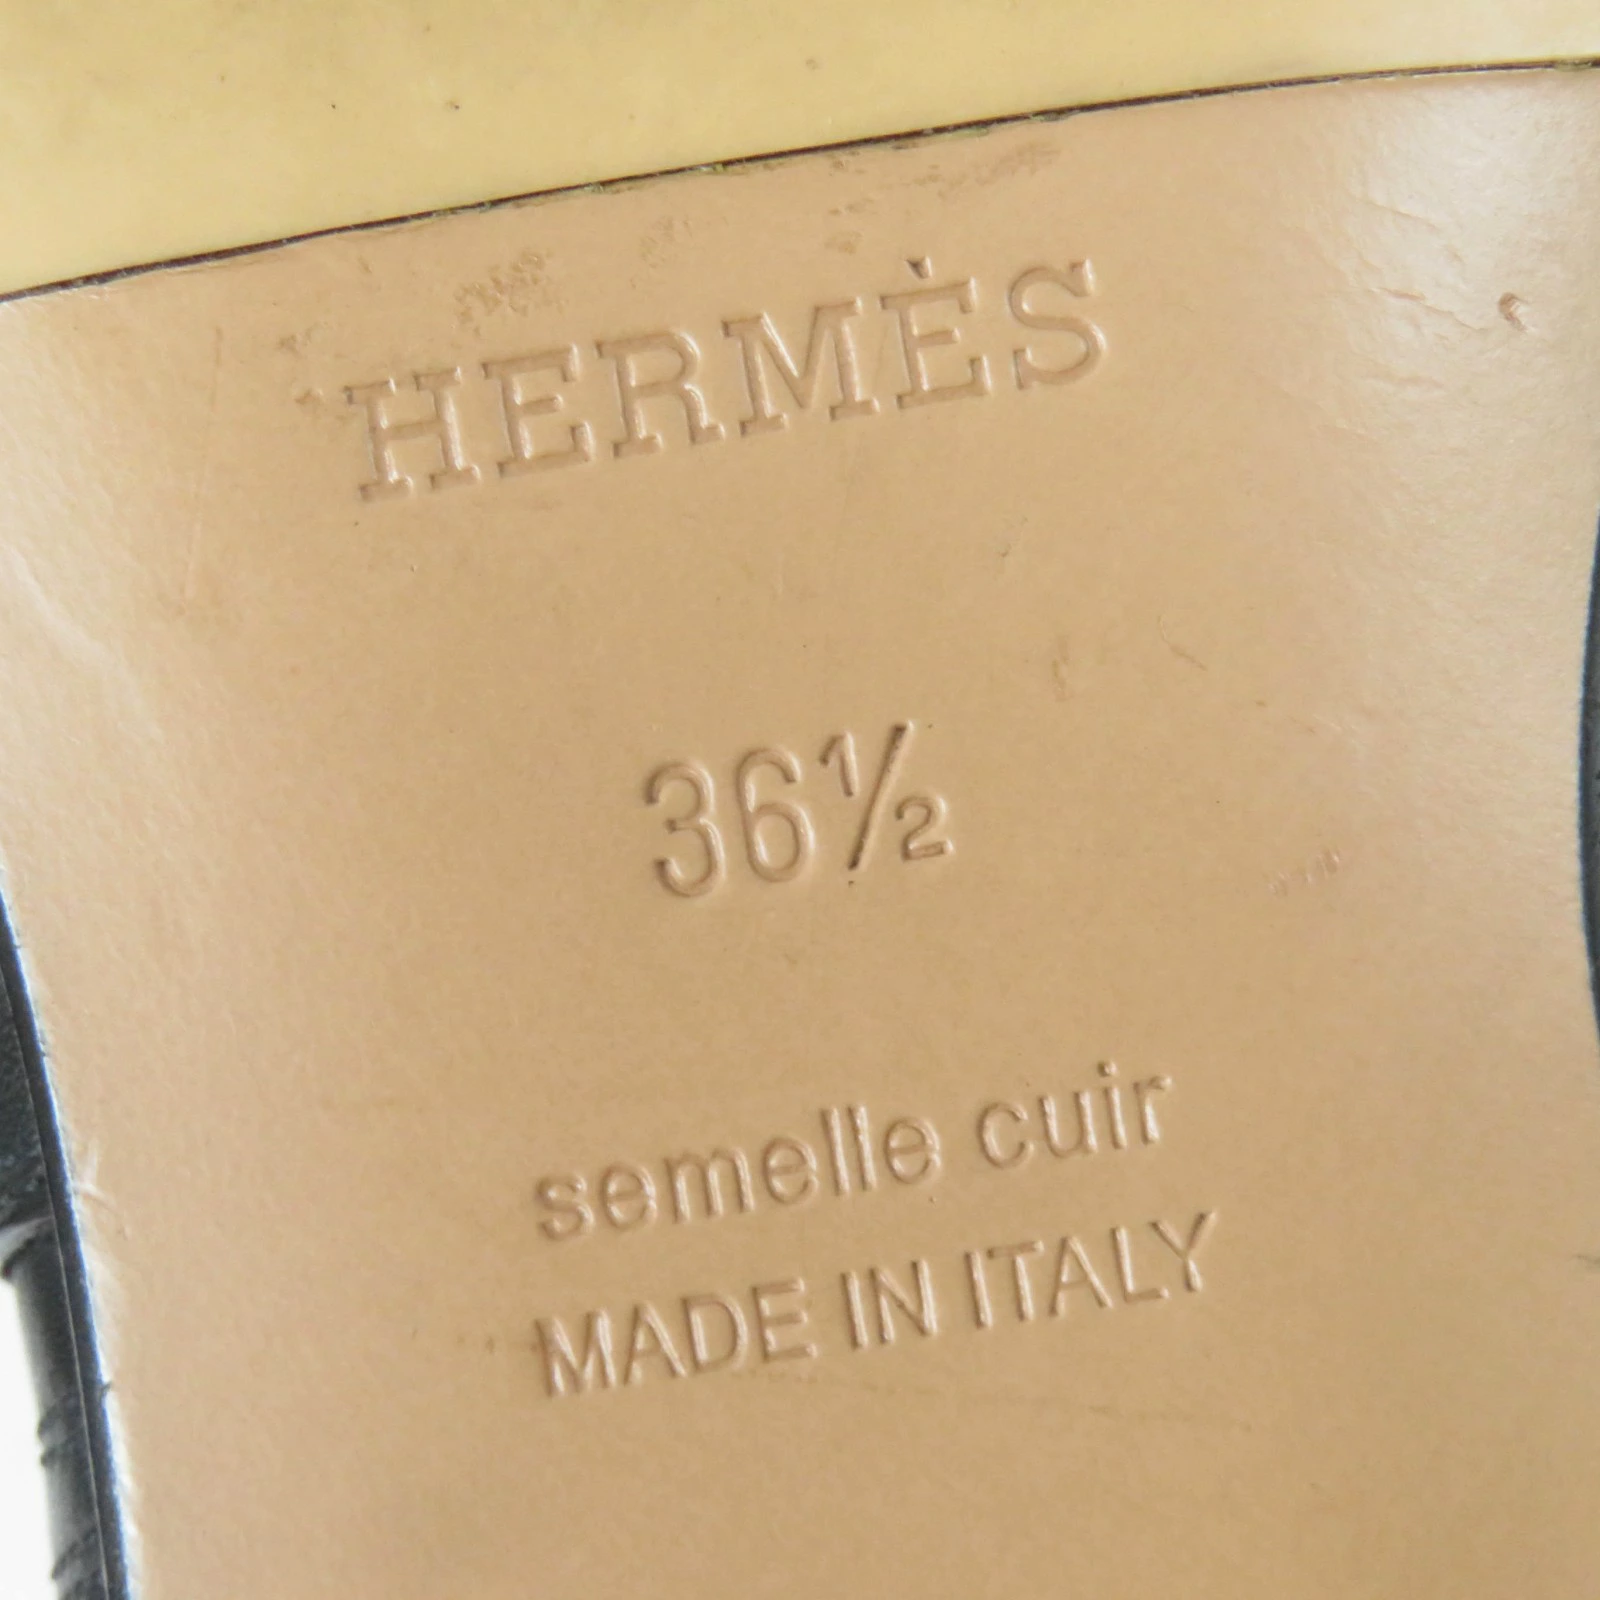 HERMÈS
36½
semelle cuir
MADE IN ITALY